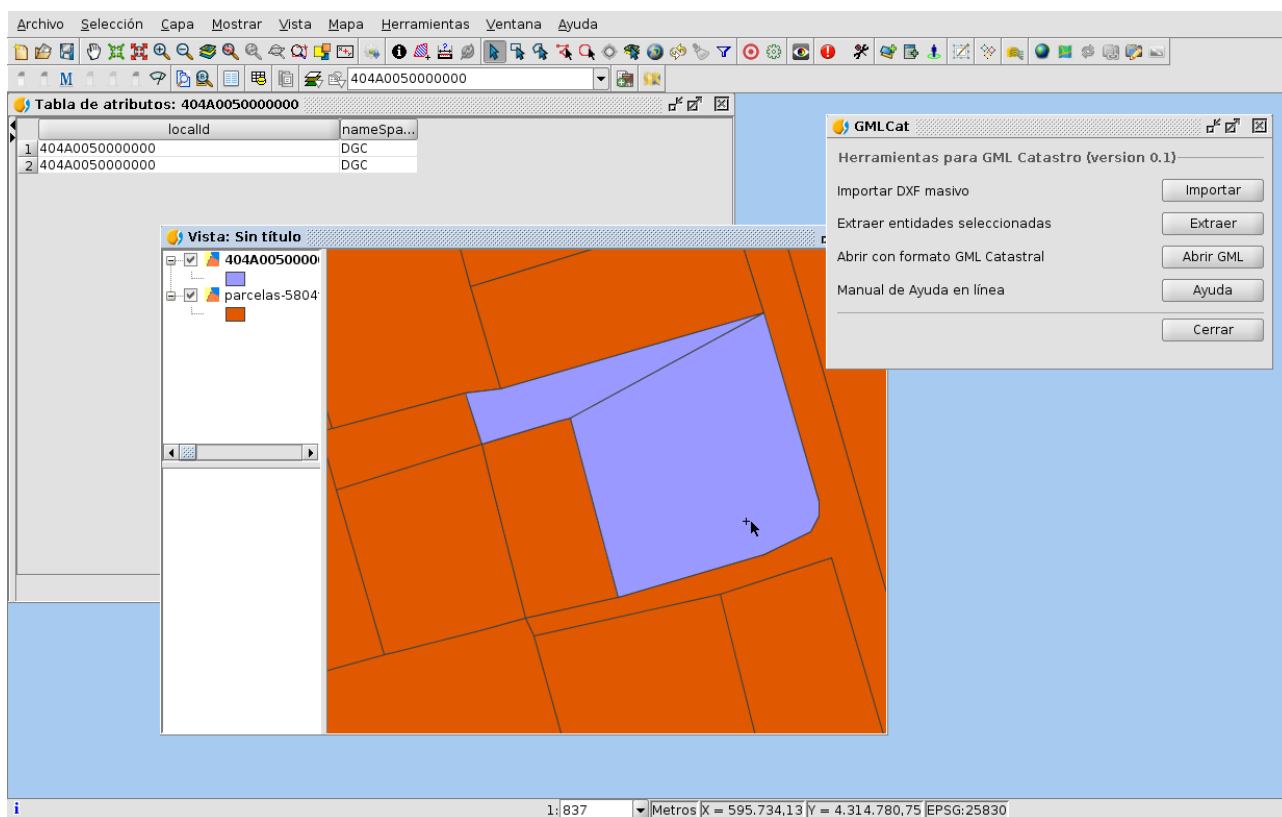 Archivo Selección Capa Mostrar Vista Mapa Herramientas Ventana Ayuda
M 404A0050000000
Tabla de atributos: 404A0050000000
localId nameSpa...
1 404A0050000000 DGC
2 404A0050000000 DGC
GMLCat
Herramientas para GML Catastro (version 0.1)
Importar DXF masivo Importar
Extraer entidades seleccionadas Extraer
Abrir con formato GML Catastral Abrir GML
Manual de Ayuda en línea Ayuda
Cerrar
Vista: Sin título
404A0050000
parcelas-5804
1: 837 Metros X = 595.734,13 Y = 4.314.780,75 EPSG:25830